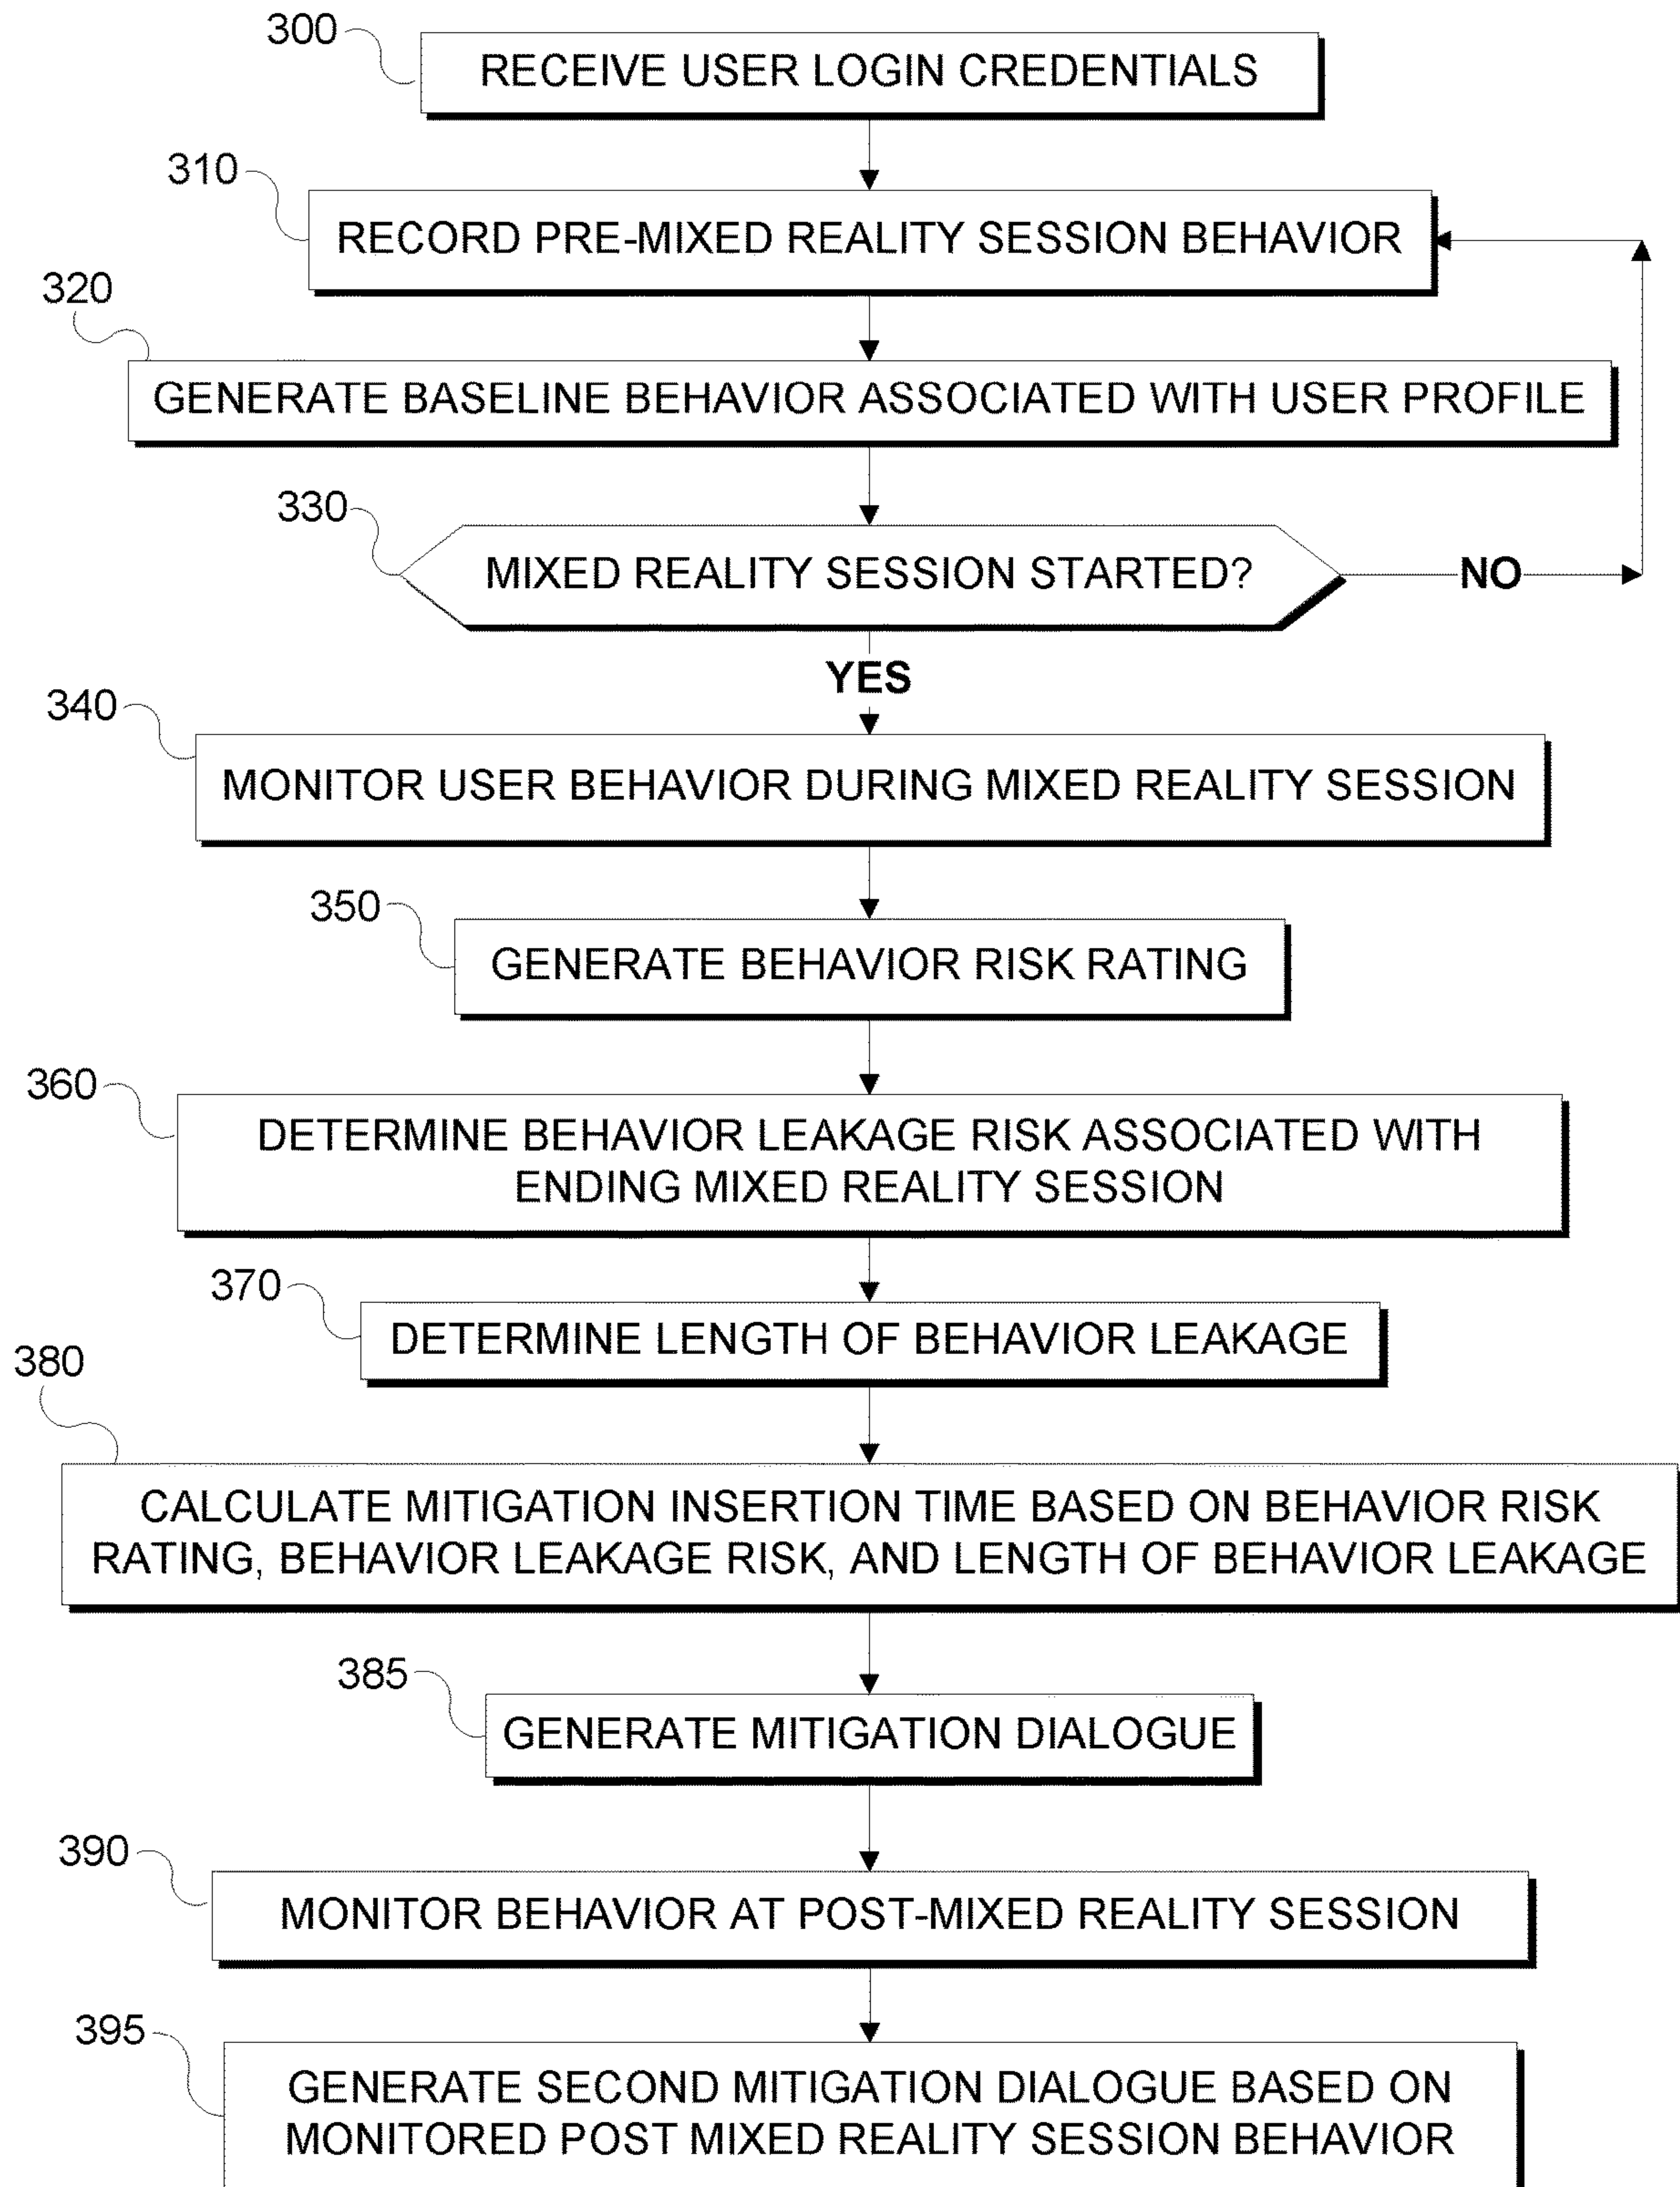 300
RECEIVE USER LOGIN CREDENTIALS
310
RECORD PRE-MIXED REALITY SESSION BEHAVIOR
320
GENERATE BASELINE BEHAVIOR ASSOCIATED WITH USER PROFILE
330
MIXED REALITY SESSION STARTED?
NO
YES
340
MONITOR USER BEHAVIOR DURING MIXED REALITY SESSION
350
GENERATE BEHAVIOR RISK RATING
360
DETERMINE BEHAVIOR LEAKAGE RISK ASSOCIATED WITH
ENDING MIXED REALITY SESSION
370
DETERMINE LENGTH OF BEHAVIOR LEAKAGE
380
CALCULATE MITIGATION INSERTION TIME BASED ON BEHAVIOR RISK
RATING, BEHAVIOR LEAKAGE RISK, AND LENGTH OF BEHAVIOR LEAKAGE
385
GENERATE MITIGATION DIALOGUE
390
MONITOR BEHAVIOR AT POST-MIXED REALITY SESSION
395
GENERATE SECOND MITIGATION DIALOGUE BASED ON
MONITORED POST MIXED REALITY SESSION BEHAVIOR